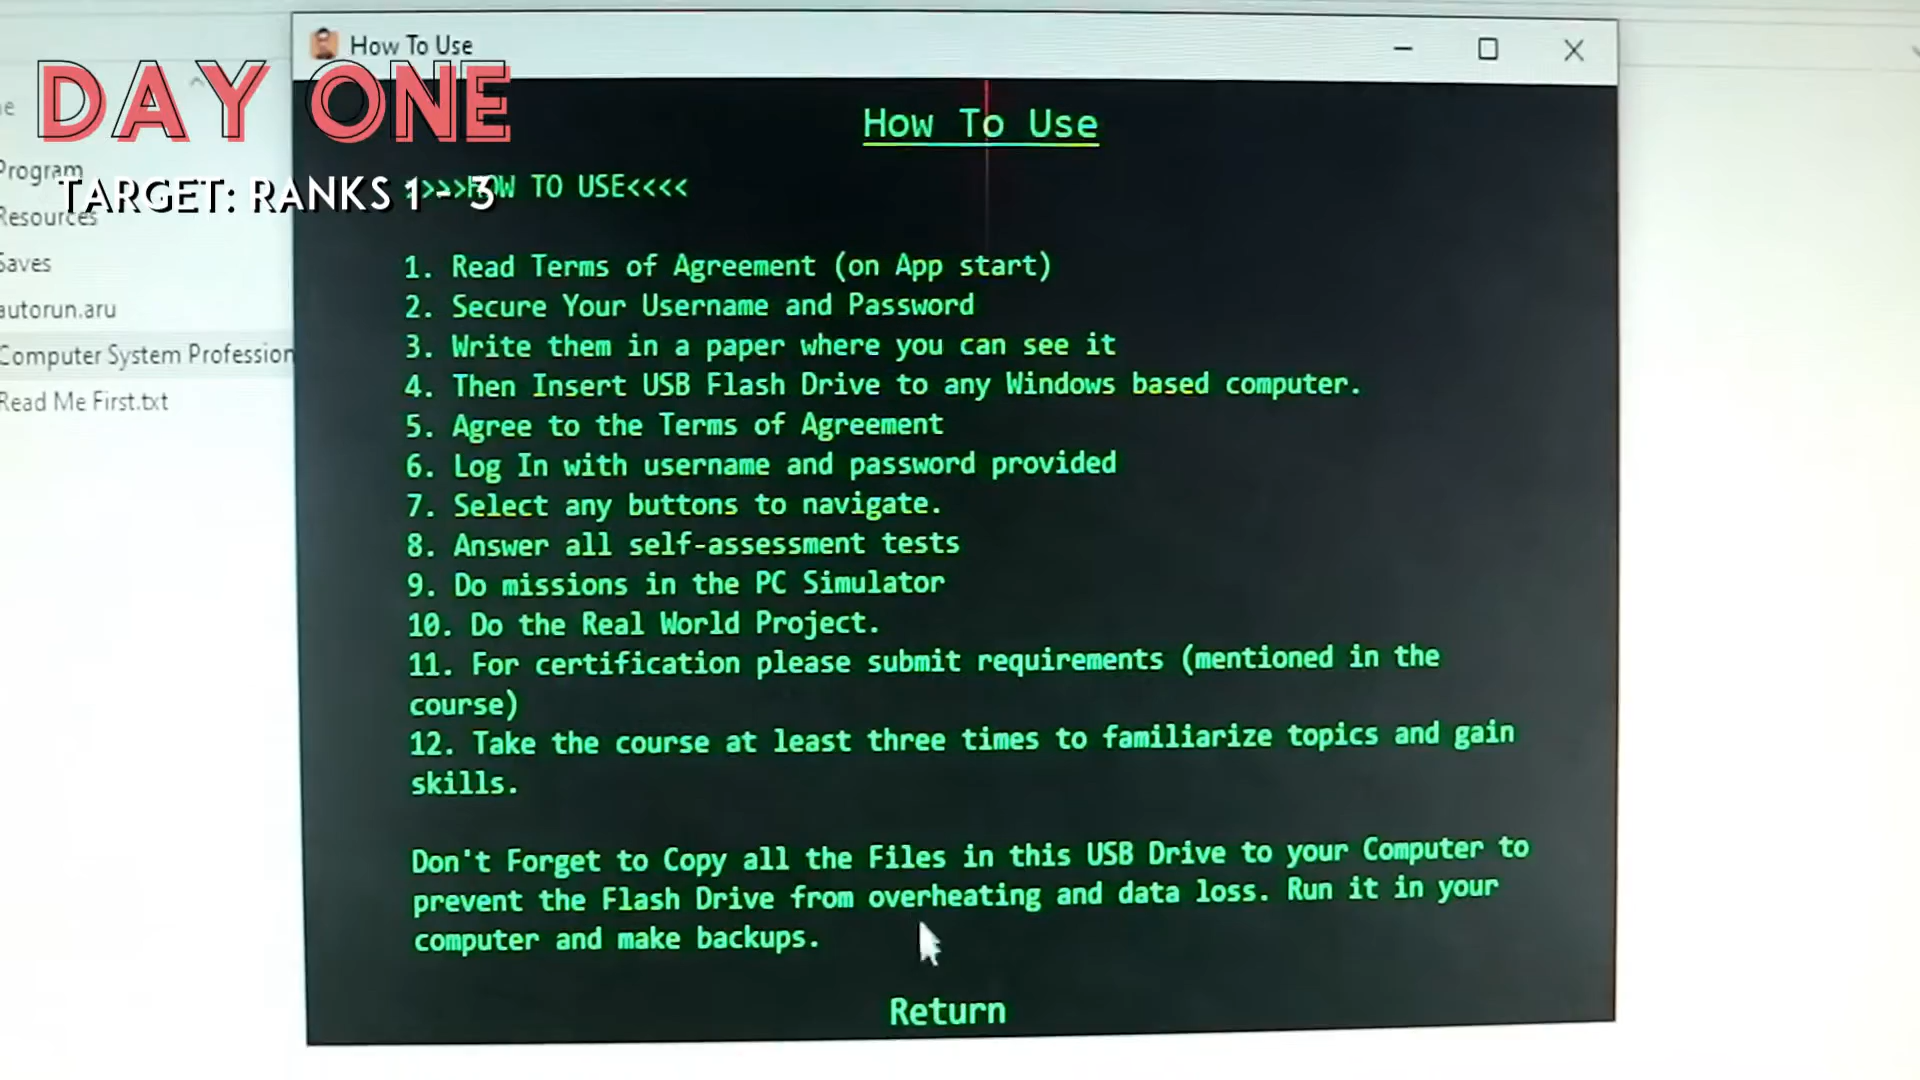 How To Use
DAY ONE
TARGET: RANKS 1 - 3
Program
Resources
Saves
autorun.aru
Computer System Profession
Read Me First.txt
How To Use
>>>>HOW TO USE<<<<
1. Read Terms of Agreement (on App start)
2. Secure Your Username and Password
3. Write them in a paper where you can see it
4. Then Insert USB Flash Drive to any Windows based computer.
5. Agree to the Terms of Agreement
6. Log In with username and password provided
7. Select any buttons to navigate.
8. Answer all self-assessment tests
9. Do missions in the PC Simulator
10. Do the Real World Project.
11. For certification please submit requirements (mentioned in the
course)
12. Take the course at least three times to familiarize topics and gain
skills.
Don't Forget to Copy all the Files in this USB Drive to your Computer to
prevent the Flash Drive from overheating and data loss. Run it in your
computer and make backups.
Return